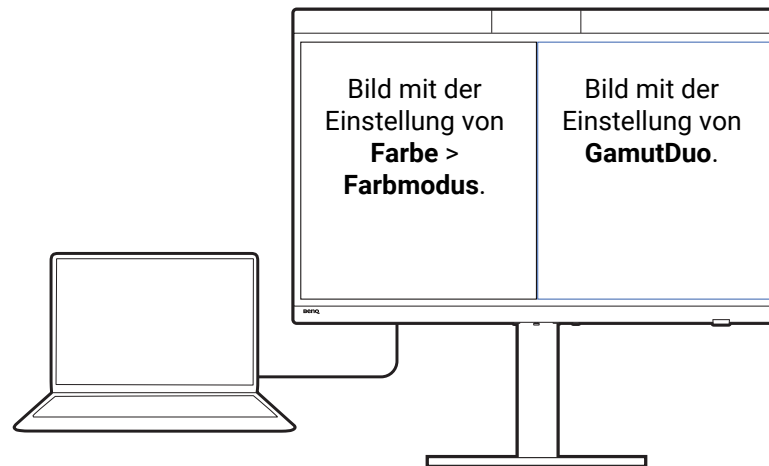 Bild mit der
Einstellung von
Farbe >
Farbmodus.
Bild mit der
Einstellung von
GamutDuo.
BenQ